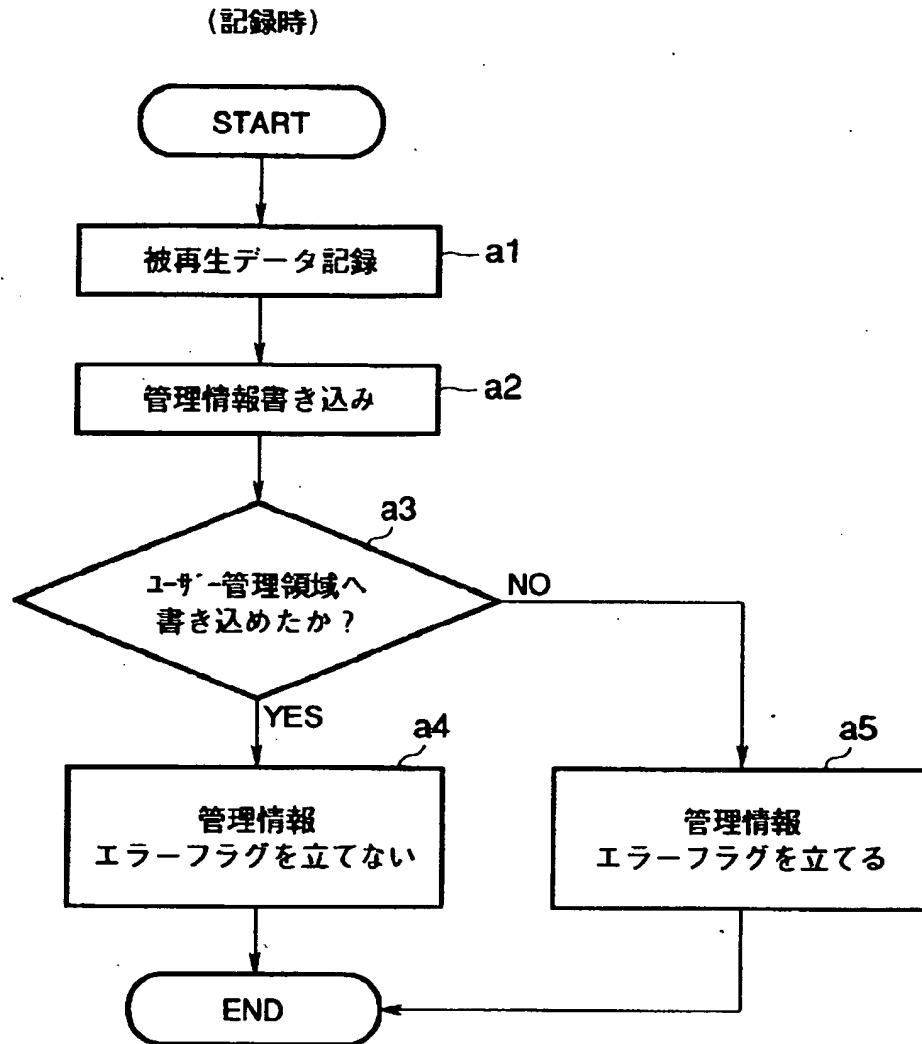 (記録時)
START
被再生データ記録
a1
管理情報書き込み
a2
a3
ユーザー管理領域へ
書き込めたか?
NO
YES
a4
管理情報
エラーフラグを立てない
a5
管理情報
エラーフラグを立てる
END